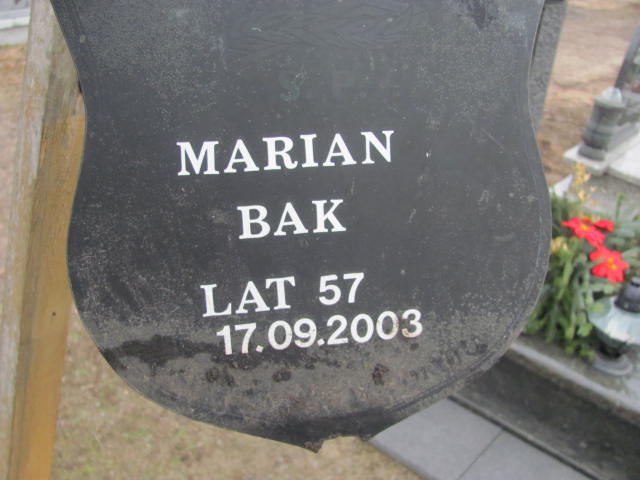 S P
MARIAN
BAK
LAT 57
17.09.2003